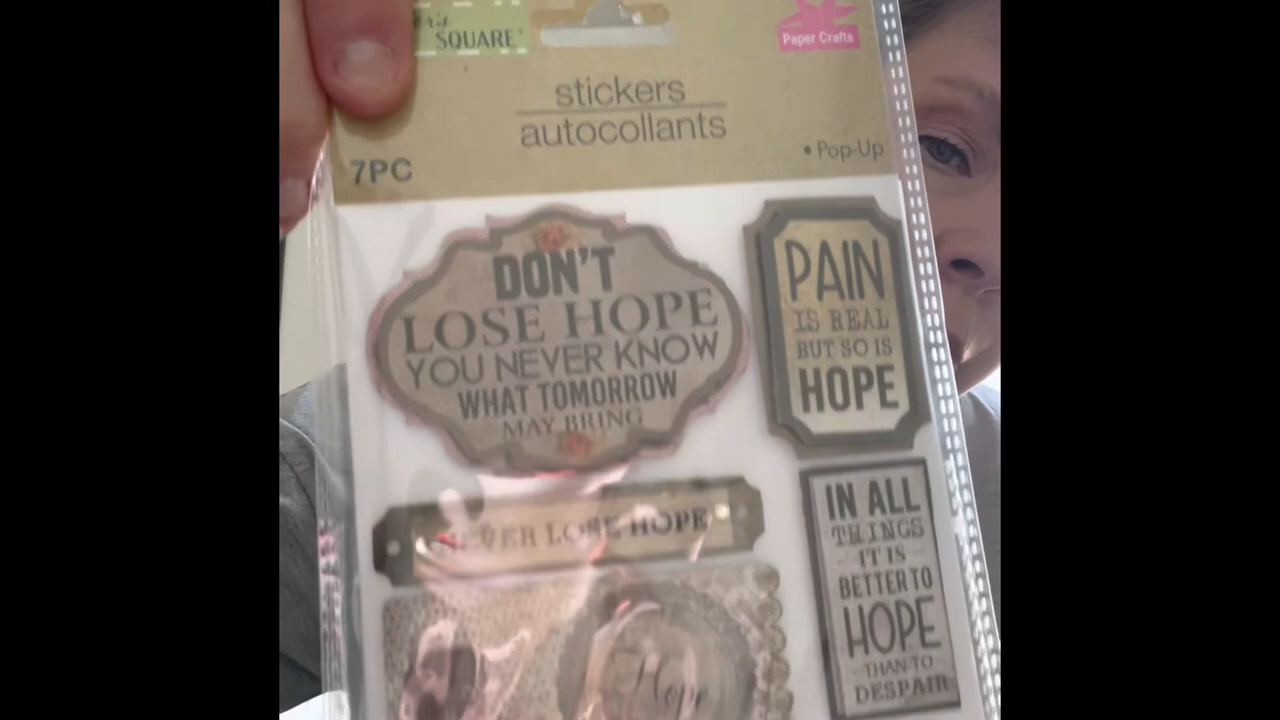 SQUARE
Paper Crafts
stickers
autocollants
7PC
• Pop-Up
DON'T
LOSE HOPE
YOU NEVER KNOW
WHAT TOMORROW
MAY BRING
PAIN
IS REAL
BUT SO IS
HOPE
NEVER LOSE HOPE
IN ALL
THINGS
IT IS
BETTER TO
HOPE
THAN TO
DESPAIR
Hope